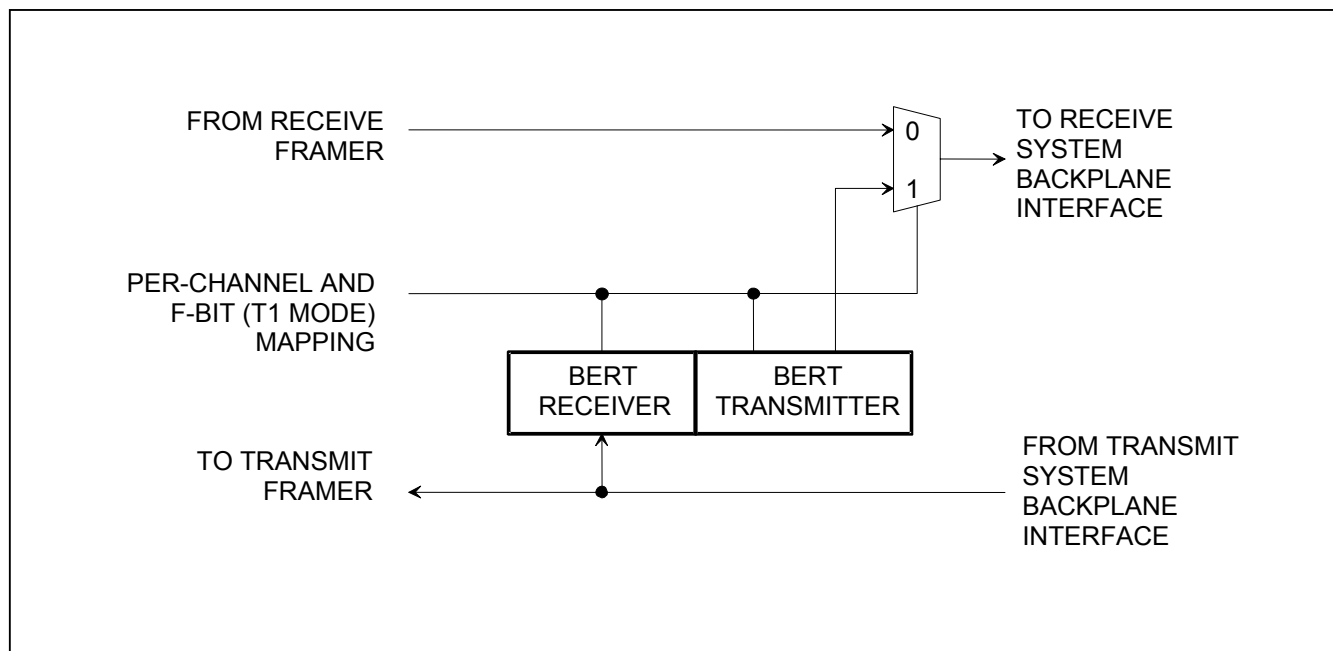 FROM RECEIVE
FRAMER
0
1
TO RECEIVE
SYSTEM
BACKPLANE
INTERFACE
PER-CHANNEL AND
F-BIT (T1 MODE)
MAPPING
BERT
RECEIVER
BERT
TRANSMITTER
TO TRANSMIT
FRAMER
FROM TRANSMIT
SYSTEM
BACKPLANE
INTERFACE